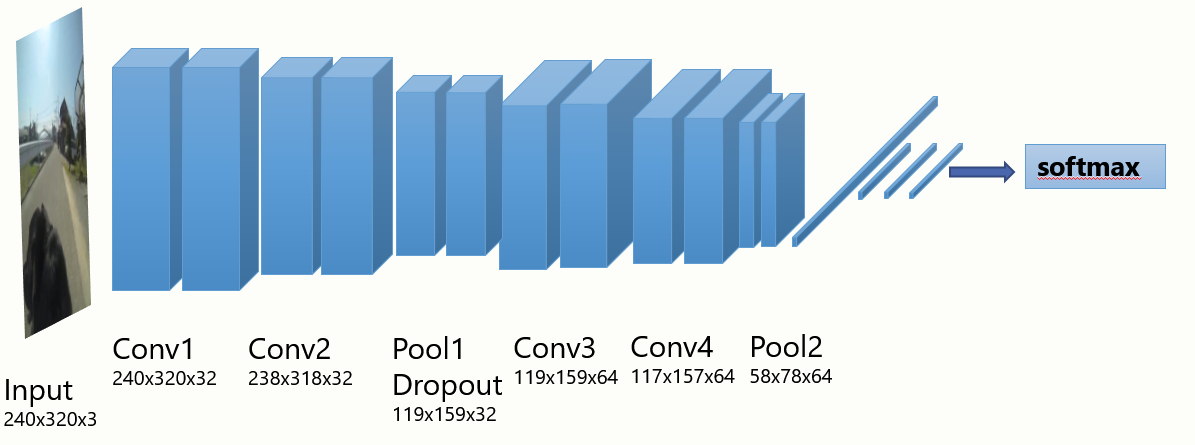 softmax
Input
240x320x3
Conv1
240x320x32
Conv2
238x318x32
Pool1
Dropout
119x159x32
Conv3
119x159x64
Conv4
117x157x64
Pool2
58x78x64